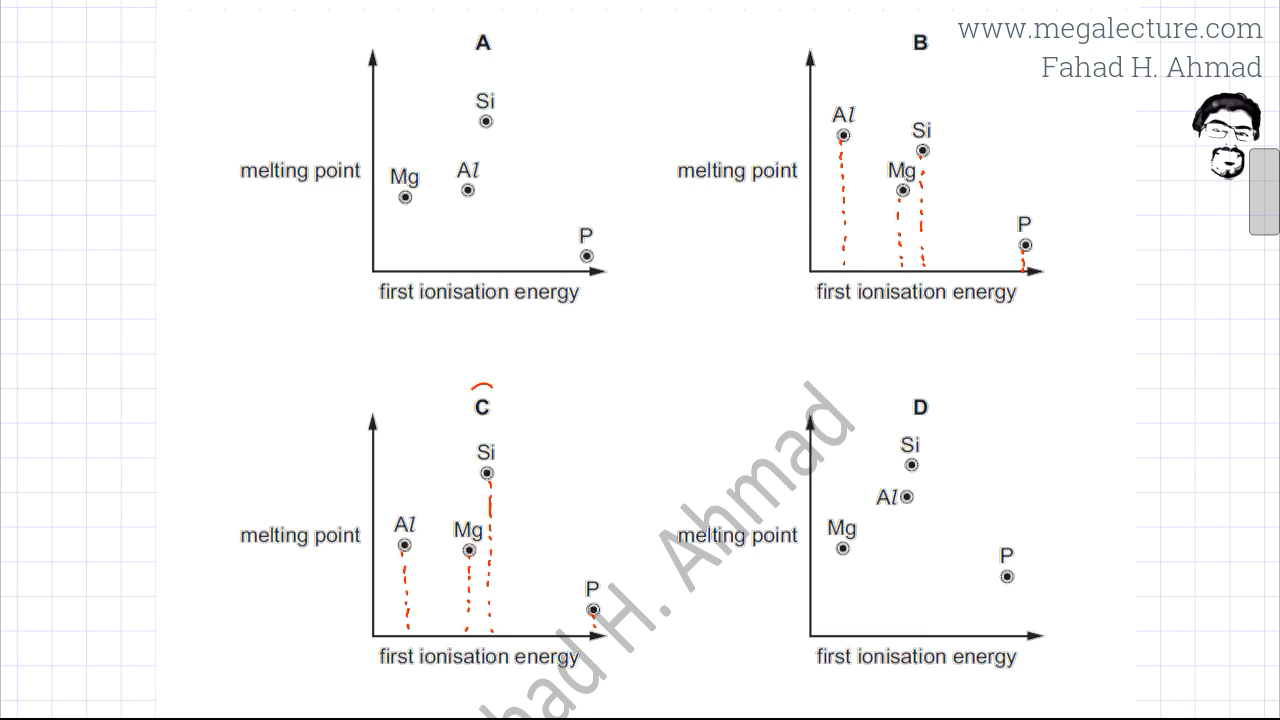 www.megalecture.com
Fahad H. Ahmad
A
B
Si
Mg
Al
P
melting point
first ionisation energy
Al
Si
Mg
P
melting point
first ionisation energy
C
D
Si
Al
Mg
P
melting point
first ionisation energy
Si
Al
Mg
P
melting point
first ionisation energy
had H. Ahmad